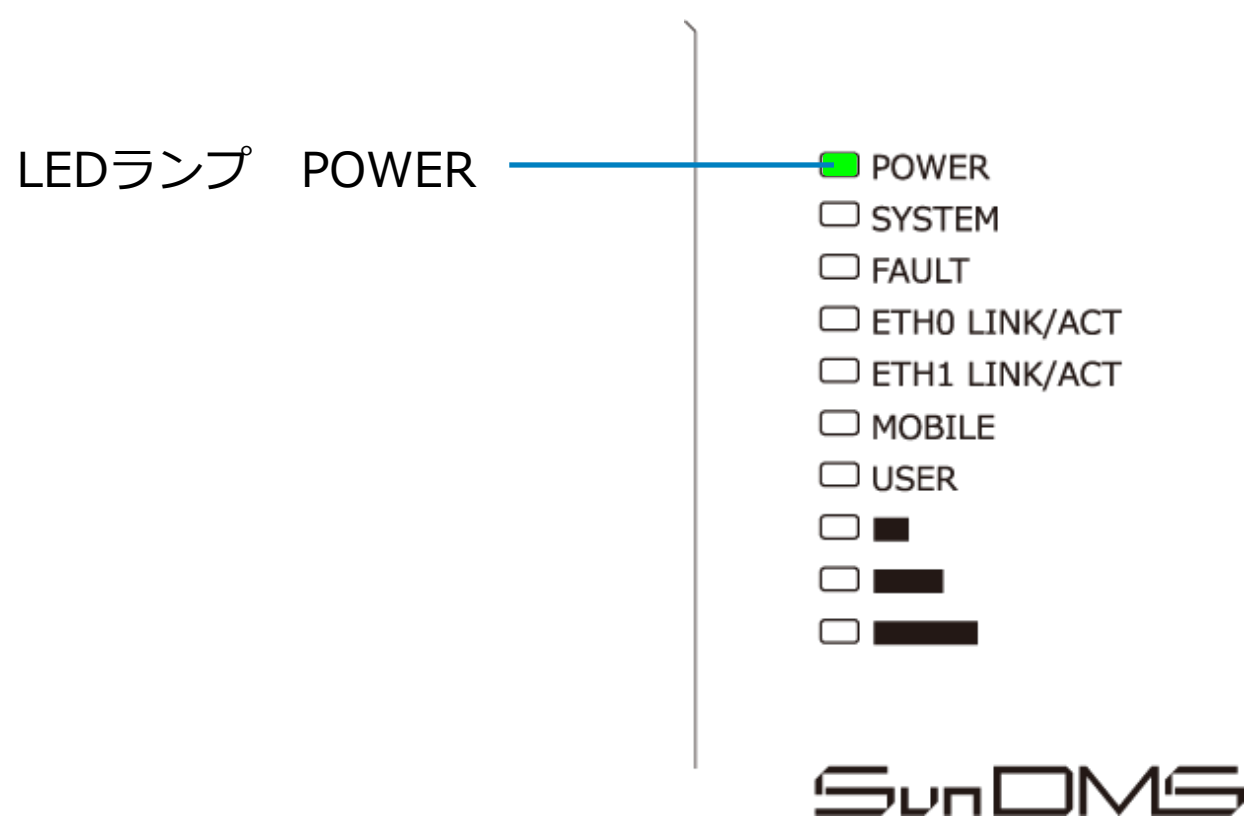 LEDランプ　POWER
POWER
SYSTEM
FAULT
ETH0 LINK/ACT
ETH1 LINK/ACT
MOBILE
USER
SunDMS